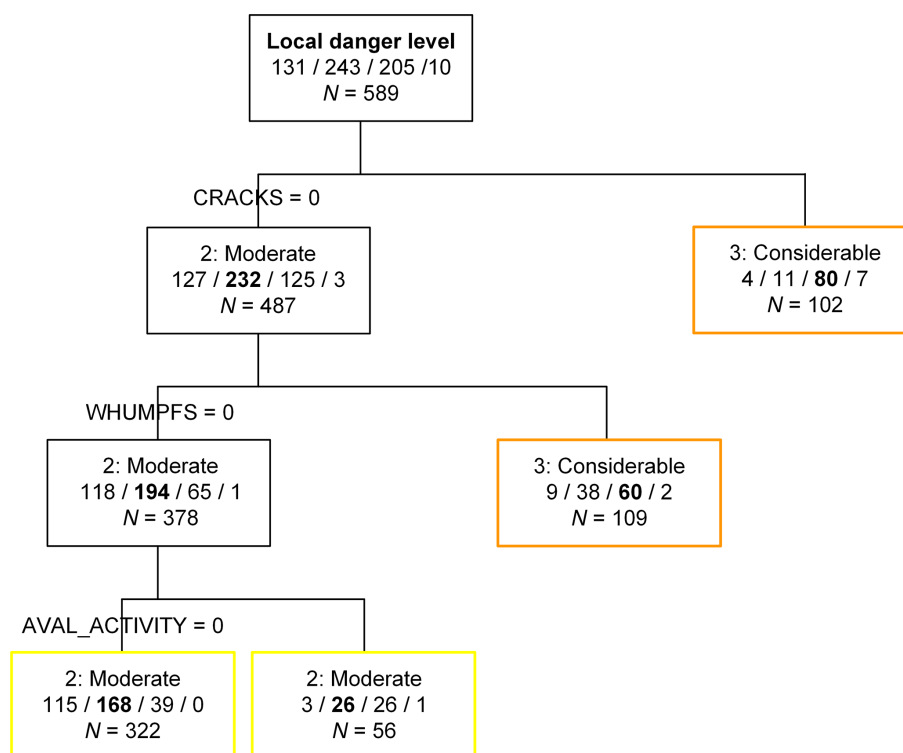 Local danger level
131 / 243 / 205 /10
N = 589
CRACKS = 0
2: Moderate
127 / 232 / 125 / 3
N = 487
3: Considerable
4 / 11 / 80 / 7
N = 102
WHUMPFS = 0
2: Moderate
118 / 194 / 65 / 1
N = 378
3: Considerable
9 / 38 / 60 / 2
N = 109
AVAL_ACTIVITY = 0
2: Moderate
115 / 168 / 39 / 0
N = 322
2: Moderate
3 / 26 / 26 / 1
N = 56